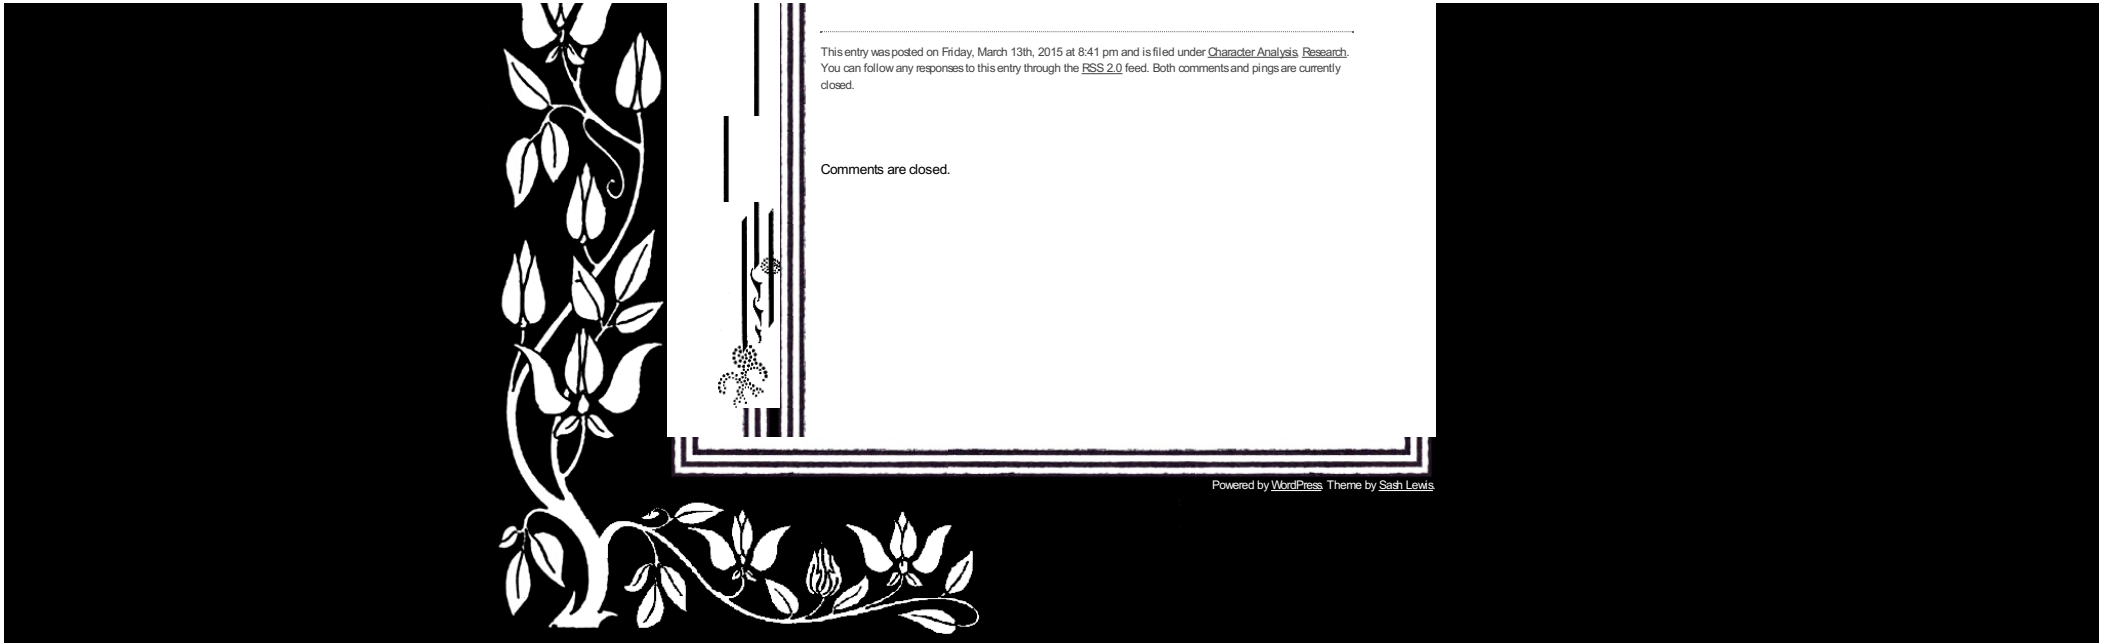 This entry was posted on Friday, March 13th, 2015 at 8:41 pm and is filed under Character Analysis, Research.
You can follow any responses to this entry through the RSS 2.0 feed. Both comments and pings are currently
closed.
Comments are closed.
Powered by WordPress. Theme by Sash Lewis.